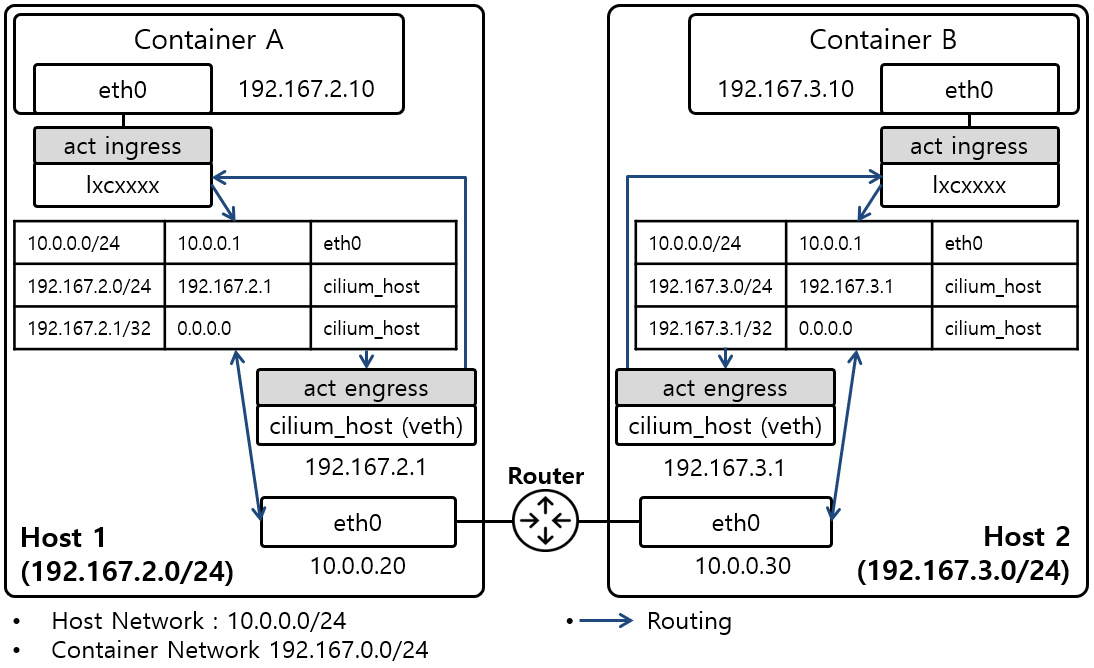 Container A
eth0
192.167.2.10
act ingress
lxcxxxx
10.0.0.0/24 10.0.0.1 eth0
192.167.2.0/24 192.167.2.1 cilium_host
192.167.2.1/32 0.0.0.0 cilium_host
act engress
cilium_host (veth)
192.167.2.1
eth0
10.0.0.20
Host 1
(192.167.2.0/24)
Router
Container B
192.167.3.10
eth0
act ingress
lxcxxxx
10.0.0.0/24 10.0.0.1 eth0
192.167.3.0/24 192.167.3.1 cilium_host
192.167.3.1/32 0.0.0.0 cilium_host
act engress
cilium_host (veth)
192.167.3.1
eth0
10.0.0.30
Host 2
(192.167.3.0/24)
• Host Network : 10.0.0.0/24
• Container Network 192.167.0.0/24
• Routing